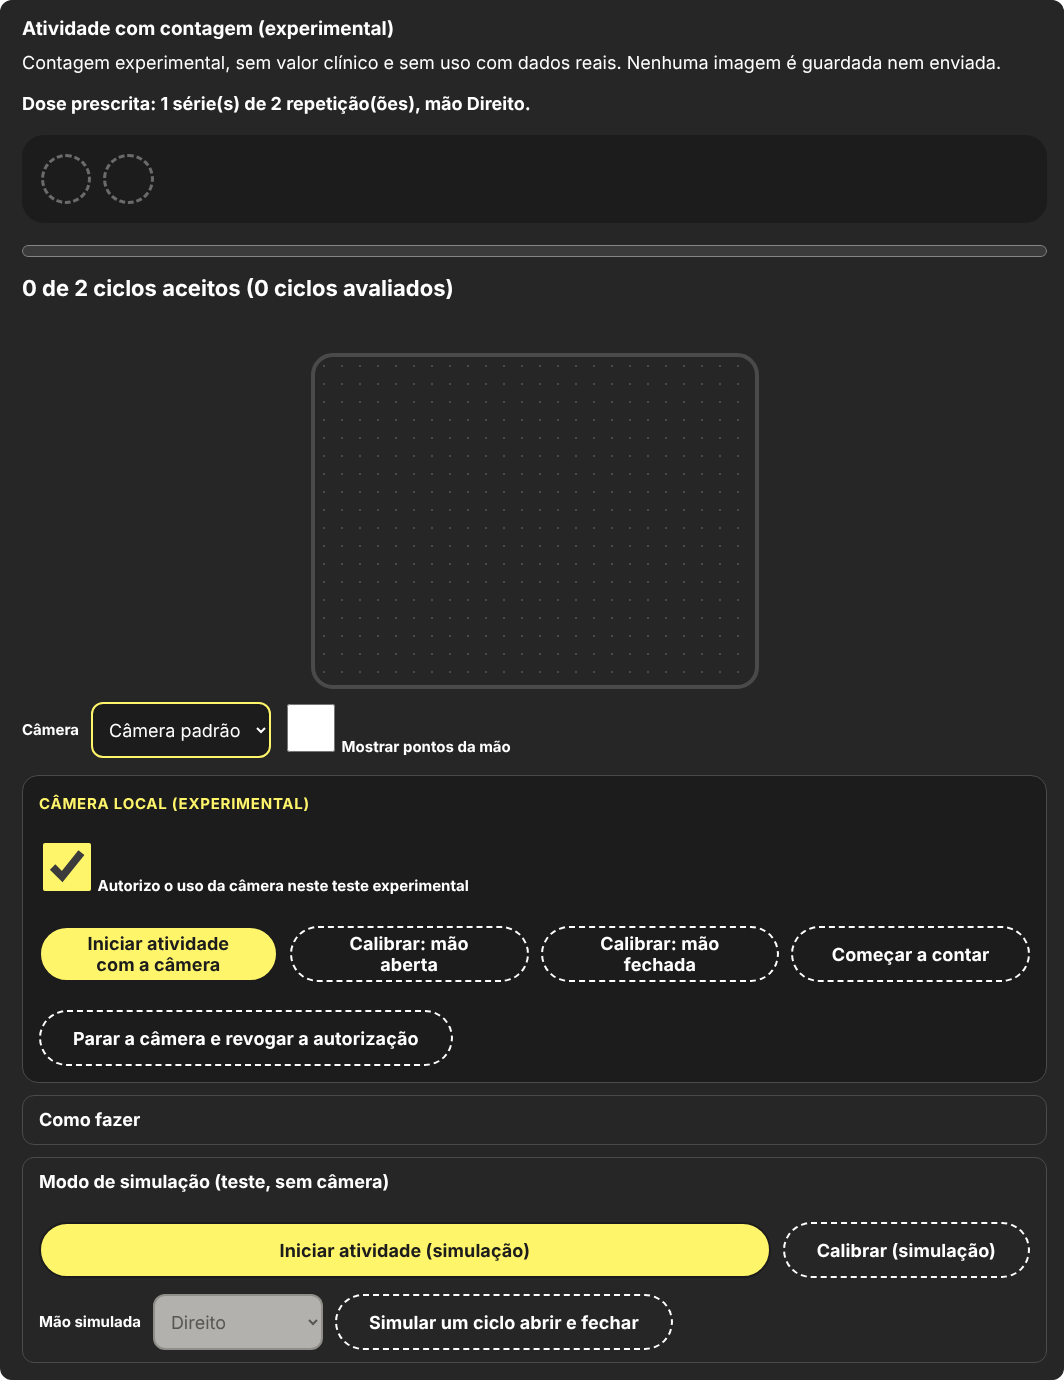 Atividade com contagem (experimental)
Contagem experimental, sem valor clínico e sem uso com dados reais. Nenhuma imagem é guardada nem enviada.
Dose prescrita: 1 série(s) de 2 repetição(ões), mão Direito.
0 de 2 ciclos aceitos (0 ciclos avaliados)
Câmera
Câmera padrão
Mostrar pontos da mão
CÂMERA LOCAL (EXPERIMENTAL)
Autorizo o uso da câmera neste teste experimental
Iniciar atividade
com a câmera
Calibrar: mão
aberta
Calibrar: mão
fechada
Começar a contar
Parar a câmera e revogar a autorização
Como fazer
Modo de simulação (teste, sem câmera)
Iniciar atividade (simulação)
Calibrar (simulação)
Mão simulada
Direito
Simular um ciclo abrir e fechar